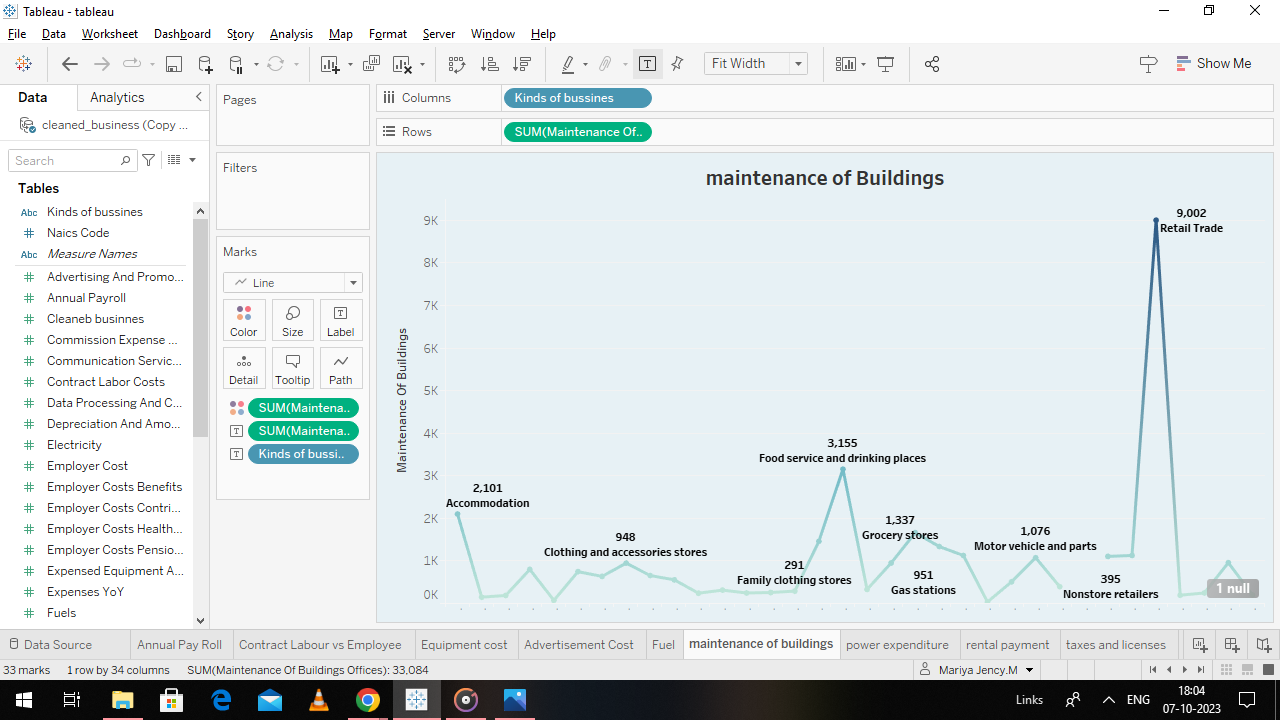 Tableau - tableau
File Data Worksheet Dashboard Story Analysis Map Format Server Window Help
Fit Width
Show Me
Data Analytics
cleaned_business (Copy ...
Search
Tables
Abc Kinds of bussines
Naics Code
Abc Measure Names
Advertising And Promo...
Annual Payroll
Cleaneb businnes
Commission Expense ...
Communication Servic...
Contract Labor Costs
Data Processing And C...
Depreciation And Amo...
Electricity
Employer Cost
Employer Costs Benefits
Employer Costs Contri...
Employer Costs Health...
Employer Costs Pensio...
Expensed Equipment A...
Expenses YoY
Fuels
Pages
Filters
Marks
Line
Color Size Label
Detail Tooltip Path
SUM(Maintena..
SUM(Maintena..
Kinds of bussi..
Columns Kinds of bussines
Rows SUM(Maintenance Of..
maintenance of Buildings
Maintenance Of Buildings
9K
8K
7K
6K
5K
4K
3K
2K
1K
0K
9,002
Retail Trade
3,155
Food service and drinking places
2,101
Accommodation
948
Clothing and accessories stores
291
Family clothing stores
1,337
Grocery stores
951
Gas stations
1,076
Motor vehicle and parts
395
Nonstore retailers
1 null
Data Source Annual Pay Roll Contract Labour vs Employee Equipment cost Advertisement Cost Fuel maintenance of buildings power expenditure rental payment taxes and licenses
33 marks 1 row by 34 columns SUM(Maintenance Of Buildings Offices): 33,084 Mariya Jency.M
Links ENG 18:04
07-10-2023